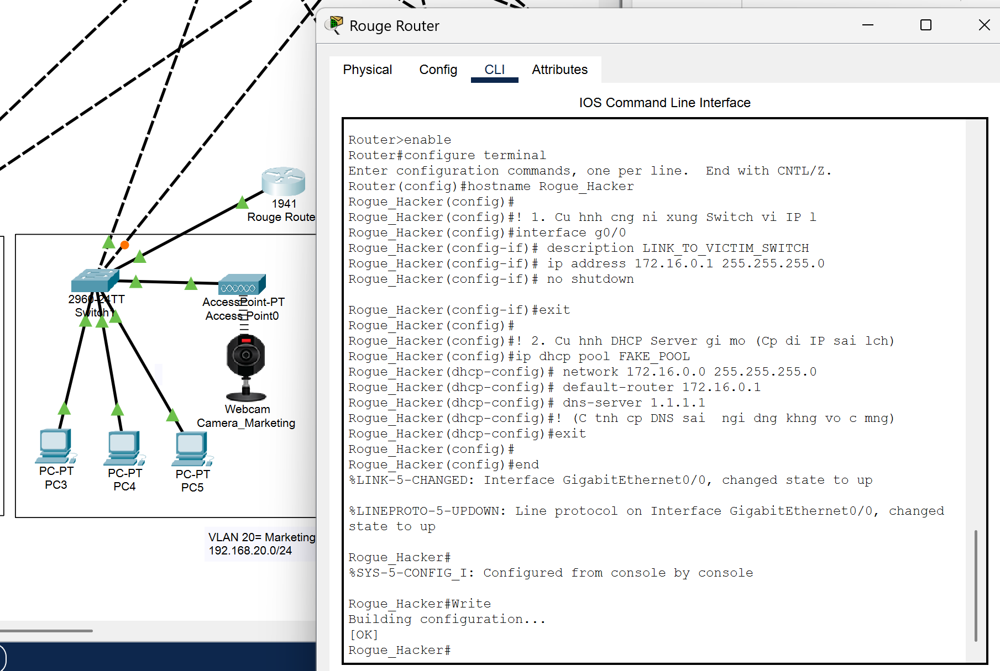 Rouge Router
Physical
Config
CLI
Attributes
IOS Command Line Interface
Router>enable
Router#configure terminal
Enter configuration commands, one per line.  End with CNTL/Z.
Router(config)#hostname Rogue_Hacker
Rogue_Hacker(config)#
Rogue_Hacker(config)#! 1. Cu hnh cng ni xung Switch vi IP l
Rogue_Hacker(config)#interface g0/0
Rogue_Hacker(config-if)# description LINK_TO_VICTIM_SWITCH
Rogue_Hacker(config-if)# ip address 172.16.0.1 255.255.255.0
Rogue_Hacker(config-if)# no shutdown
Rogue_Hacker(config-if)#exit
Rogue_Hacker(config)#
Rogue_Hacker(config)#! 2. Cu hnh DHCP Server gi mo (Cp di IP sai lch)
Rogue_Hacker(config)#ip dhcp pool FAKE_POOL
Rogue_Hacker(dhcp-config)# network 172.16.0.0 255.255.255.0
Rogue_Hacker(dhcp-config)# default-router 172.16.0.1
Rogue_Hacker(dhcp-config)# dns-server 1.1.1.1
Rogue_Hacker(dhcp-config)#! (C tnh cp DNS sai  ngi dng khng vo c mng)
Rogue_Hacker(dhcp-config)#exit
Rogue_Hacker(config)#
Rogue_Hacker(config)#end
%LINK-5-CHANGED: Interface GigabitEthernet0/0, changed state to up
%LINEPROTO-5-UPDOWN: Line protocol on Interface GigabitEthernet0/0, changed
state to up
Rogue_Hacker#
%SYS-5-CONFIG_I: Configured from console by console
Rogue_Hacker#Write
Building configuration...
[OK]
Rogue_Hacker#
1941
Rouge Route
2960-24TT
Switch1
AccessPoint-PT
Access Point0
Webcam
Camera_Marketing
PC-PT
PC3
PC-PT
PC4
PC-PT
PC5
VLAN 20= Marketing
192.168.20.0/24